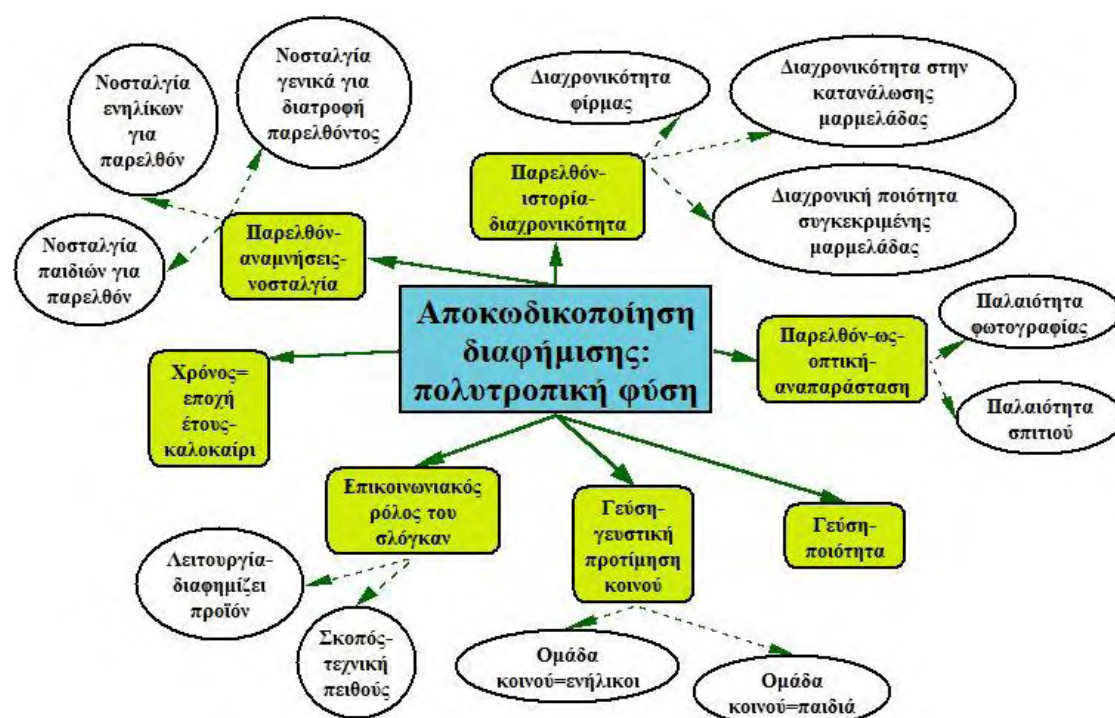 Νοσταλγία
ενηλίκων
για
παρελθόν
Νοσταλγία
γενικά για
διατροφή
παρελθόντος
Νοσταλγία
παιδιών για
παρελθόν
Παρελθόν-
αναμνήσεις-
νοσταλγία
Διαχρονικότητα
φίρμας
Διαχρονικότητα στην
κατανάλωσης
μαρμελάδας
Διαχρονική ποιότητα
συγκεκριμένης
μαρμελάδας
Παρελθόν-
ιστορία-
διαχρονικότητα
Αποκωδικοποίηση
διαφήμισης:
πολυτροπική φύση
Παρελθόν-ως-
οπτική-
αναπαράσταση
Παλαιότητα
φωτογραφίας
Παλαιότητα
σπιτιού
Χρόνος=
εποχή
έτους-
καλοκαίρι
Επικοινωνιακός
ρόλος του
σλόγκαν
Λειτουργία-
διαφημίζει
προϊόν
Σκοπός-
τεχνική
πειθούς
Γεύση-
γευστική
προτίμηση
κοινού
Ομάδα
κοινού=ενήλικοι
Ομάδα
κοινού=παιδιά
Γεύση-
ποιότητα